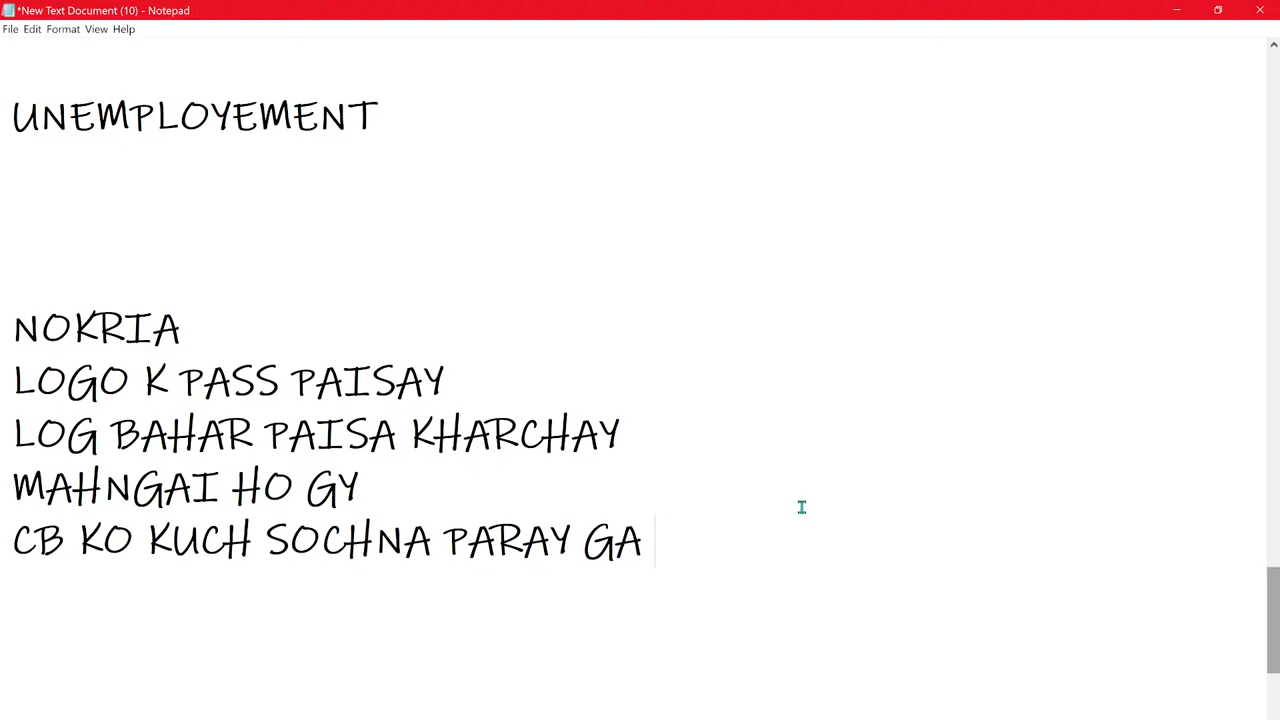 *New Text Document (10) - Notepad
File Edit Format View Help
UNEMPLOYEMENT
NOKRIA
LOGO K PASS PAISAY
LOG BAHAR PAISA KHARCHAY
MAHNGAI HO GY
CB KO KUCH SOCHNA PARAY GA